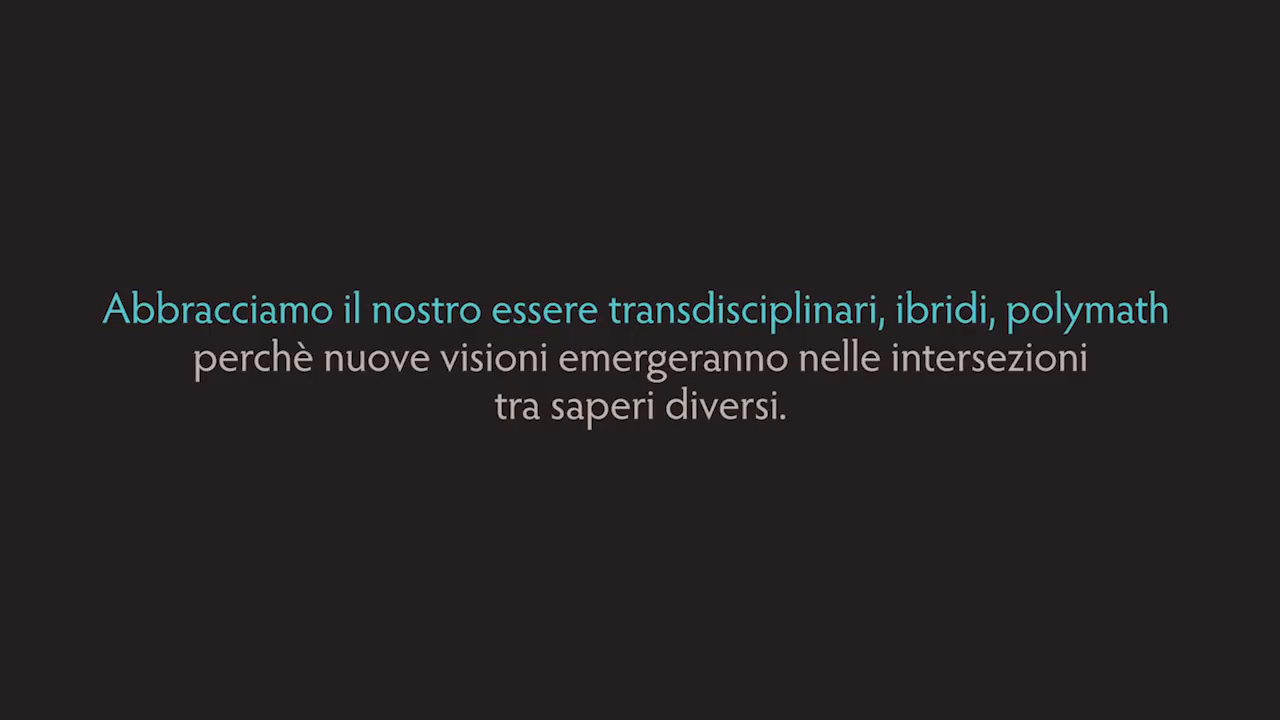 Abbracciamo il nostro essere transdisciplinari, ibridi, polymath
perchè nuove visioni emergeranno nelle intersezioni
tra saperi diversi.